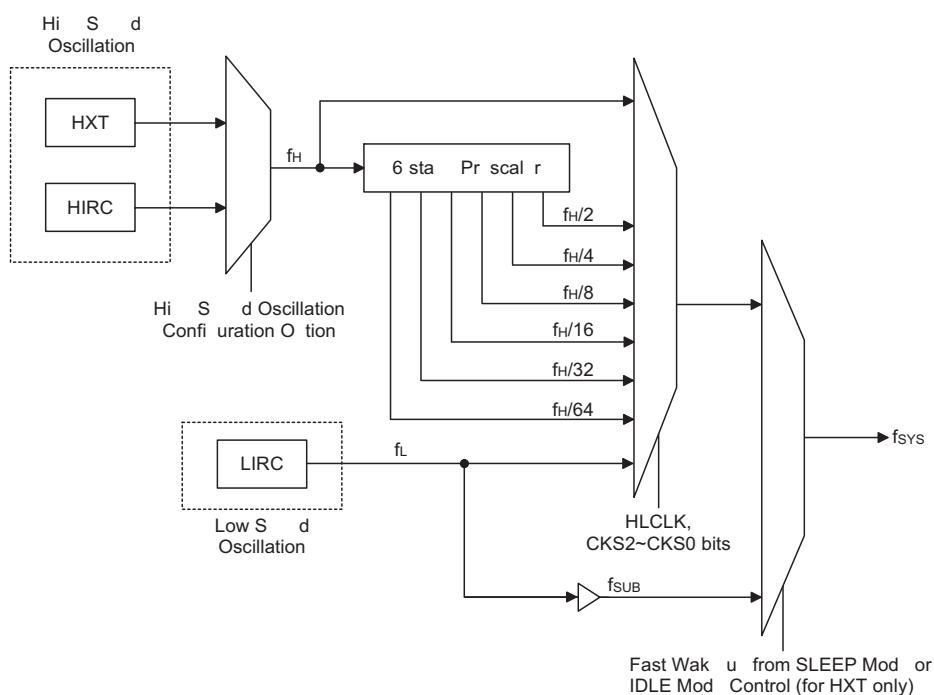 Hi S d
Oscillation
HXT
HIRC
fH
6 sta Pr scal r
fH/2
fH/4
fH/8
fH/16
fH/32
fH/64
Hi S d Oscillation
Confi uration O tion
LIRC
fL
Low S d
Oscillation
HLCLK,
CKS2~CKS0 bits
fSUB
fSYS
Fast Wak u from SLEEP Mod or
IDLE Mod Control (for HXT only)